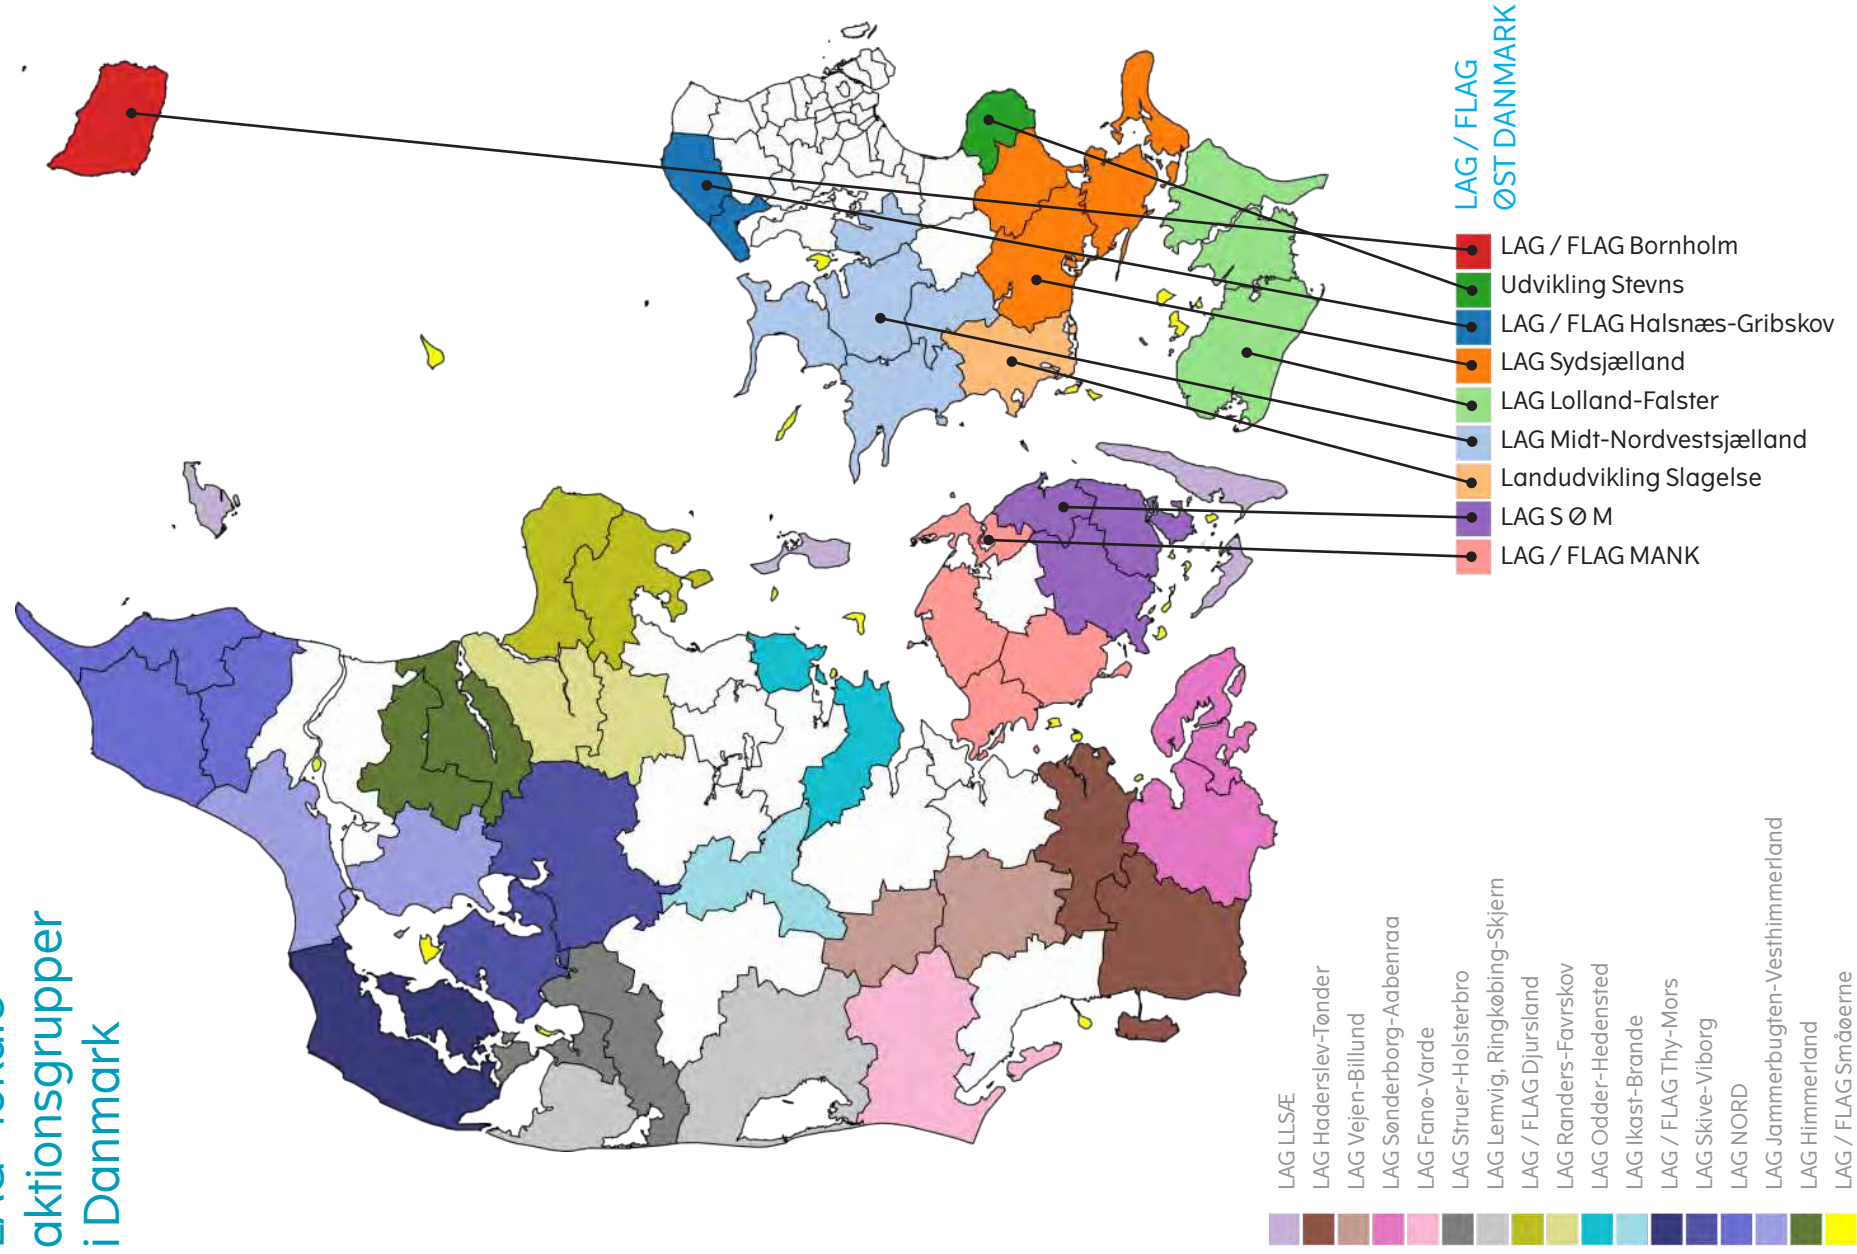 aktionsgrupper
i Danmark
LAG / FLAG
ØST DANMARK
LAG / FLAG Bornholm
Udvikling Stevns
LAG / FLAG Halsnæs-Gribskov
LAG Sydsjælland
LAG Lolland-Falster
LAG Midt-Nordvestsjælland
Landudvikling Slagelse
LAG S Ø M
LAG / FLAG MANK
LAG LLSÆ
LAG Haderslev-Tønder
LAG Vejen-Billund
LAG Sønderborg-Aabenraa
LAG Fanø-Varde
LAG Struer-Holsterbro
LAG Lemvig, Ringkøbing-Skjern
LAG / FLAG Djursland
LAG Randers-Favrskov
LAG Odder-Hedensted
LAG Ikast-Brande
LAG / FLAG Thy-Mors
LAG Skive-Viborg
LAG NORD
LAG Jammerbugten-Vesthimmerland
LAG Himmerland
LAG / FLAG Småøerne